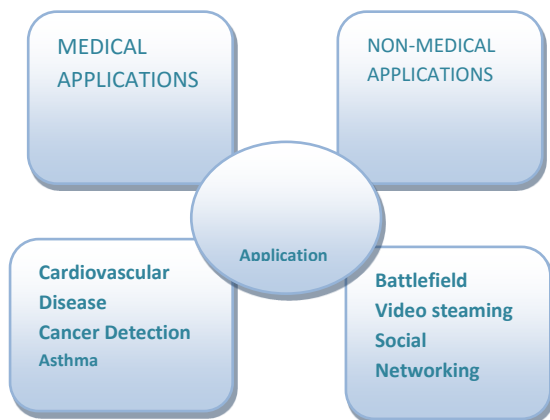 MEDICAL
APPLICATIONS
NON-MEDICAL
APPLICATIONS
Application
Cardiovascular
Disease
Cancer Detection
Asthma
Battlefield
Video steaming
Social
Networking